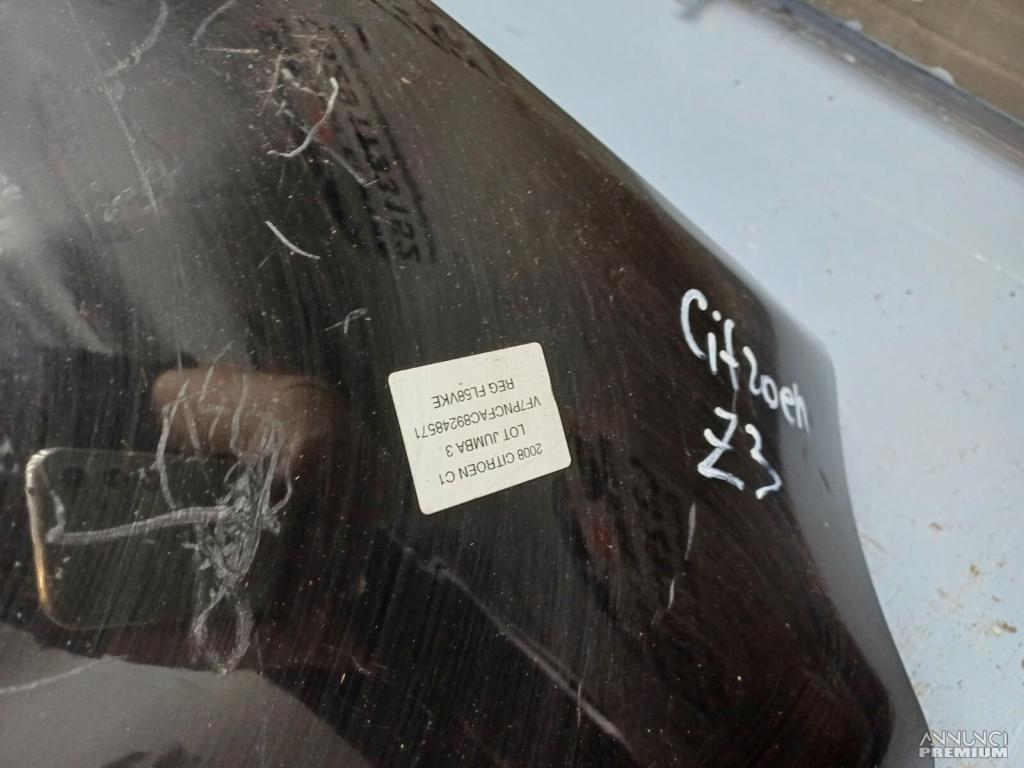 2008 CITROEN C1
LOT JUMBA 3
VF7PNCFAC89248571
REG FL58VKE
Citroen
Z3
ANNUNCI
PREMIUM